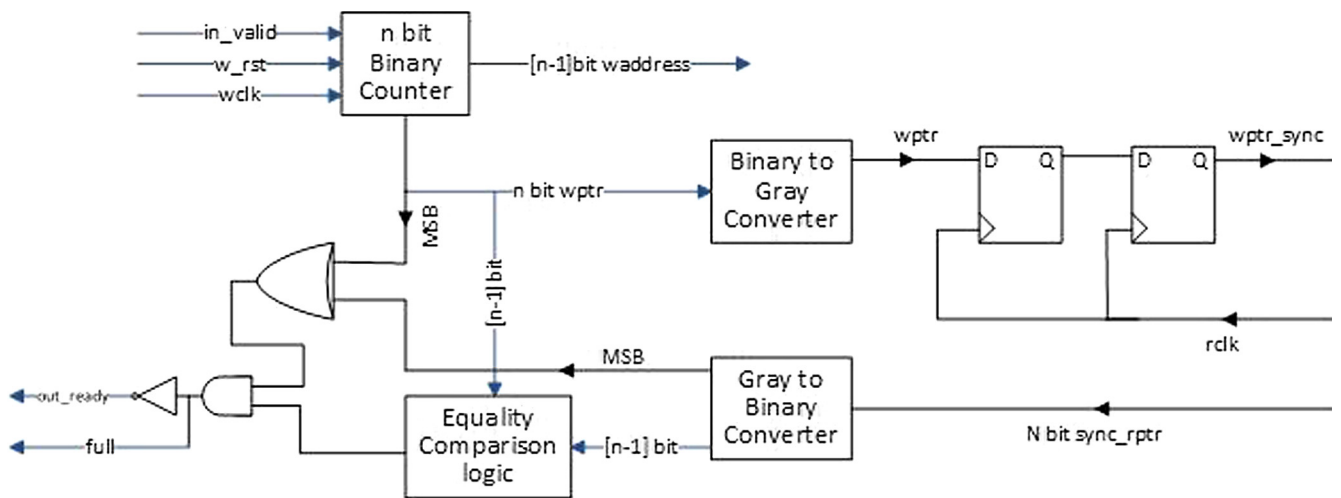 in_valid
w_rst
wclk
n bit
Binary
Counter
[n-1]bit waddress
n bit wptr
MSB
[n-1] bit
Binary to
Gray
Converter
wptr
D Q
D Q
wptr_sync
rclk
MSB
Gray to
Binary
Converter
N bit sync_rptr
[n-1] bit
Equality
Comparison
logic
out_ready
full